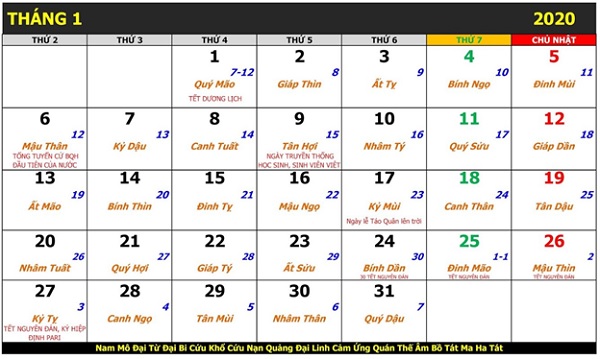 THÁNG 1 2020
THỨ 2 THỨ 3 THỨ 4 THỨ 5 THỨ 6 THỨ 7 CHỦ NHẬT
1 2 3 4 5
7-12 8 9 10 11
Quý Mão Giáp Thìn Ất Tỵ Bính Ngọ Đinh Mùi
TẾT DƯƠNG LỊCH
6 7 8 9 10 11 12
12 13 14 15 16 17 18
Mậu Thân Kỷ Dậu Canh Tuất Tân Hợi Nhâm Tý Quý Sửu Giáp Dần
TỔNG TUYỂN CỬ BQH NGÀY TRUYỀN THỐNG
ĐẦU TIÊN CỦA NƯỚC HỌC SINH, SINH VIÊN VIỆT
13 14 15 16 17 18 19
19 20 21 22 23 24 25
Ất Mão Bính Thìn Đinh Tỵ Mậu Ngọ Kỷ Mùi Canh Thân Tân Dậu
Ngày lễ Táo Quân lên trời
20 21 22 23 24 25 26
26 27 28 29 30 1-1 2
Nhâm Tuất Quý Hợi Giáp Tý Ất Sửu Bính Dần Đinh Mão Mậu Thìn
30 TẾT NGUYÊN ĐÁN TẾT NGUYÊN ĐÁN TẾT NGUYÊN ĐÁN
27 28 29 30 31
3 4 5 6 7
Kỷ Tỵ Canh Ngọ Tân Mùi Nhâm Thân Quý Dậu
TẾT NGUYÊN ĐÁN, KÝ HIỆP
ĐỊNH PARI
Nam Mô Đại Từ Đại Bi Cứu Khổ Cứu Nạn Quảng Đại Linh Cảm Ứng Quán Thế Âm Bồ Tát Ma Ha Tát